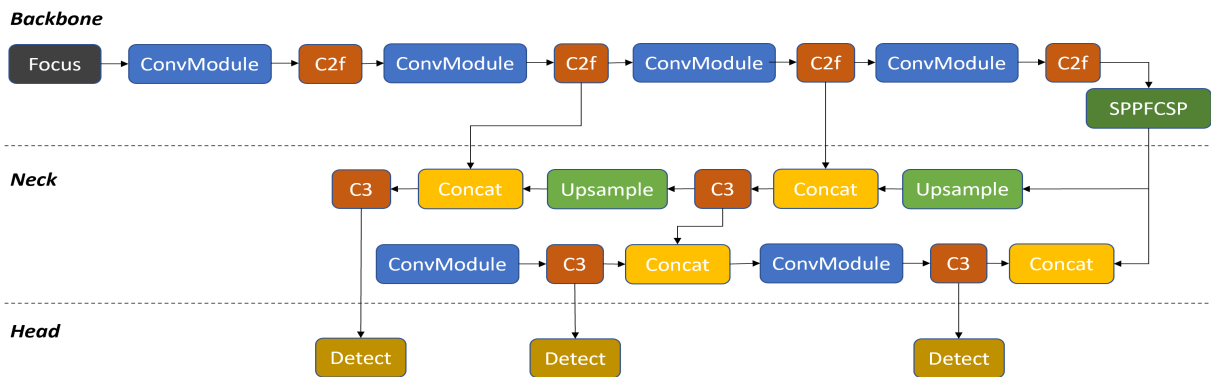 Backbone
Focus ConvModule C2f ConvModule C2f ConvModule C2f ConvModule C2f
SPPFCSP
Neck
C3 Concat Upsample C3 Concat Upsample
ConvModule C3 Concat ConvModule C3 Concat
Head
Detect Detect Detect